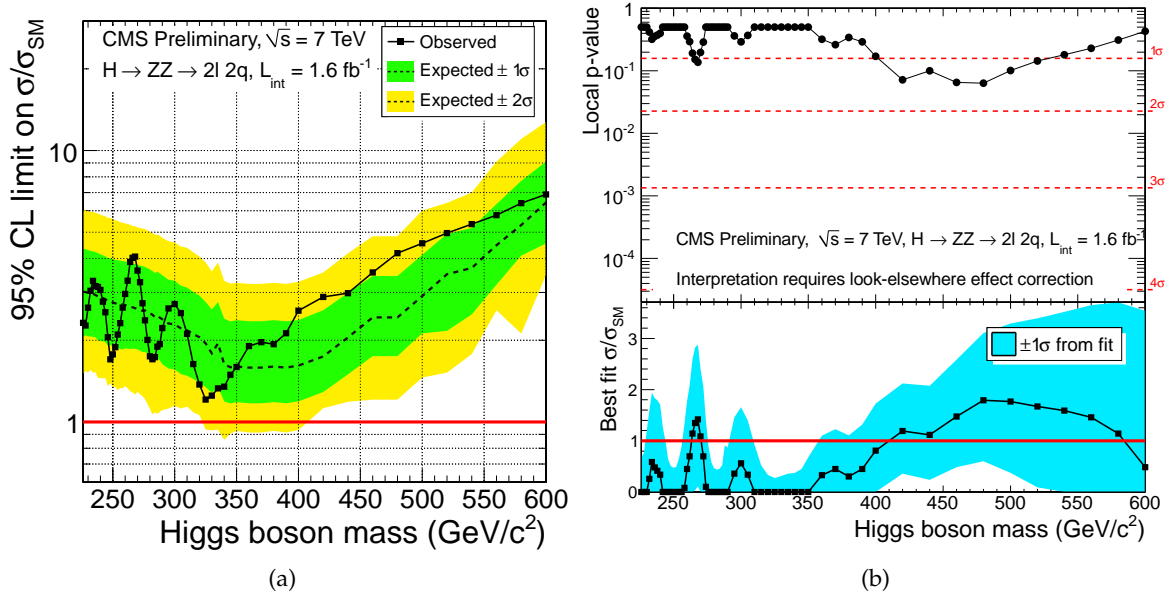 CMS Preliminary, √s = 7 TeV
H → ZZ → 2l 2q, L_int = 1.6 fb⁻¹
Observed
Expected ± 1σ
Expected ± 2σ
95% CL limit on σ/σ_SM
10
1
250 300 350 400 450 500 550 600
Higgs boson mass (GeV/c²)
(a)
Local p-value
1
10⁻¹
10⁻²
10⁻³
10⁻⁴
1σ
2σ
3σ
4σ
CMS Preliminary, √s = 7 TeV, H → ZZ → 2l 2q, L_int = 1.6 fb⁻¹
Interpretation requires look-elsewhere effect correction
Best fit σ/σ_SM
3
2
1
0
±1σ from fit
250 300 350 400 450 500 550 600
Higgs boson mass (GeV/c²)
(b)